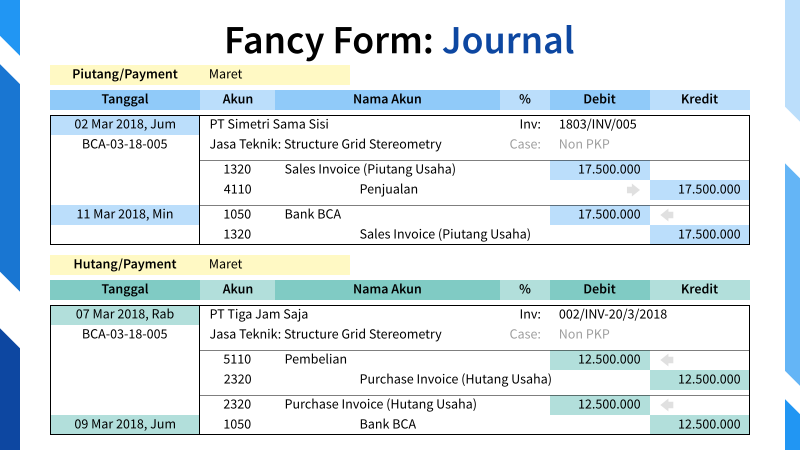 Fancy Form: Journal
Piutang/Payment Maret
Tanggal Akun Nama Akun % Debit Kredit
02 Mar 2018, Jum PT Simetri Sama Sisi Inv: 1803/INV/005
BCA-03-18-005 Jasa Teknik: Structure Grid Stereometry Case: Non PKP
1320 Sales Invoice (Piutang Usaha) 17.500.000
4110 Penjualan 17.500.000
11 Mar 2018, Min 1050 Bank BCA 17.500.000
1320 Sales Invoice (Piutang Usaha) 17.500.000
Hutang/Payment Maret
Tanggal Akun Nama Akun % Debit Kredit
07 Mar 2018, Rab PT Tiga Jam Saja Inv: 002/INV-20/3/2018
BCA-03-18-005 Jasa Teknik: Structure Grid Stereometry Case: Non PKP
5110 Pembelian 12.500.000
2320 Purchase Invoice (Hutang Usaha) 12.500.000
2320 Purchase Invoice (Hutang Usaha) 12.500.000
09 Mar 2018, Jum 1050 Bank BCA 12.500.000